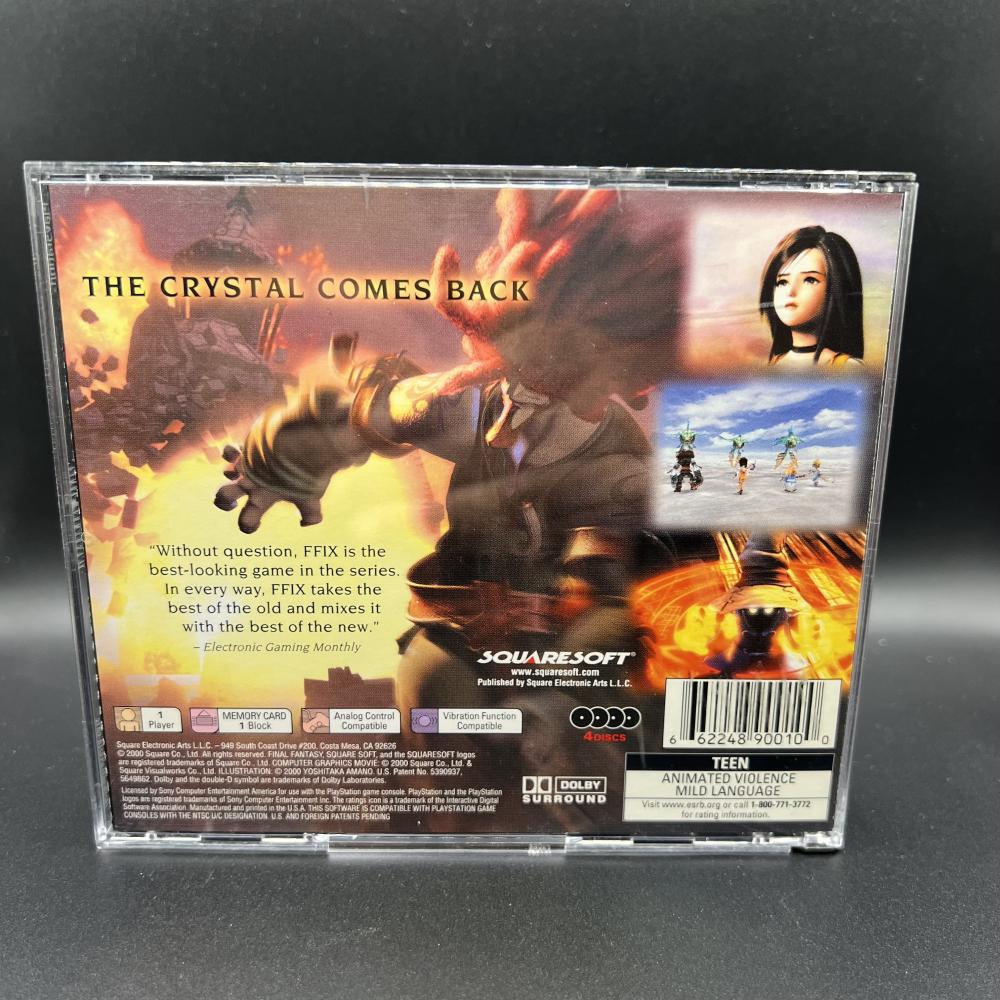 THE CRYSTAL COMES BACK
“Without question, FFIX is the
best-looking game in the series.
In every way, FFIX takes the
best of the old and mixes it
with the best of the new.”
– Electronic Gaming Monthly
SQUARESOFT®
www.squaresoft.com
Published by Square Electronic Arts L.L.C.
1
Player
MEMORY CARD
1 Block
Analog Control
Compatible
Vibration Function
Compatible
4 DISCS
6 62248 90010 0
Square Electronic Arts L.L.C. – 949 South Coast Drive #200, Costa Mesa, CA 92626
© 2000 Square Co., Ltd. All rights reserved. FINAL FANTASY, SQUARE SOFT, and the SQUARESOFT logos
are registered trademarks of Square Co., Ltd. COMPUTER GRAPHICS MOVIE: © 2000 Square Co., Ltd. &
Square Visualworks Co., Ltd. ILLUSTRATION: © 2000 YOSHITAKA AMANO. U.S. Patent No. 5390937,
5649862. Dolby and the double-D symbol are trademarks of Dolby Laboratories.
Licensed by Sony Computer Entertainment America for use with the PlayStation game console. PlayStation and the PlayStation
logos are registered trademarks of Sony Computer Entertainment Inc. The ratings icon is a trademark of the Interactive Digital
Software Association. Manufactured and printed in the U.S.A. THIS SOFTWARE IS COMPATIBLE WITH PLAYSTATION GAME
CONSOLES WITH THE NTSC U/C DESIGNATION. U.S. AND FOREIGN PATENTS PENDING
DOLBY
SURROUND
TEEN
ANIMATED VIOLENCE
MILD LANGUAGE
Visit www.esrb.org or call 1-800-771-3772
for rating information.